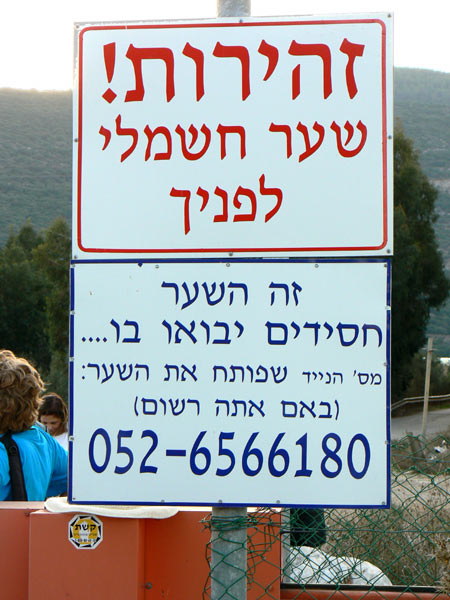 זהירות!
שער חשמלי
לפניך
זה השער
חסידים יבואו בו....
מס' הנייד שפותח את השער:
(באם אתה רשום)
052-6566180
קשת